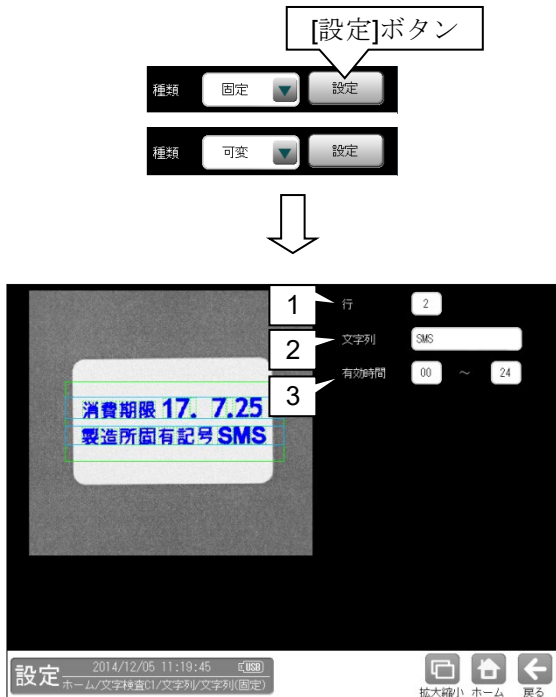 [設定]ボタン
種類 固定 設定
種類 可変 設定
1 行 2
2 文字列 SMS
3 有効時間 00 ～ 24
消費期限 17. 7.25
製造所固有記号 SMS
設定 2014/12/05 11:19:45 USB
ホーム/文字検査C1/文字列/文字列(固定)
拡大縮小 ホーム 戻る